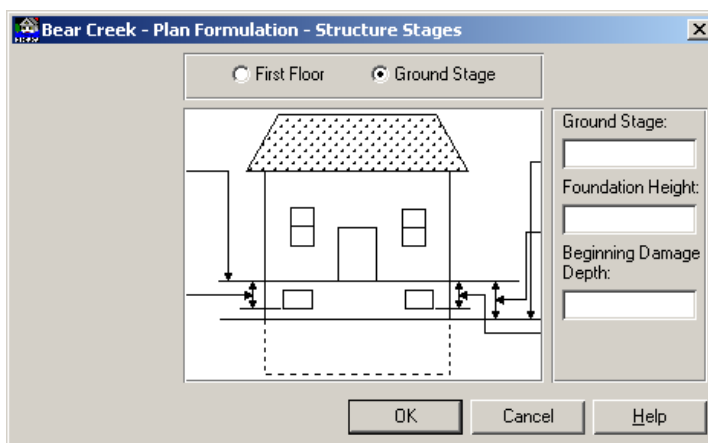 Bear Creek - Plan Formulation - Structure Stages
First Floor
Ground Stage
Ground Stage:
Foundation Height:
Beginning Damage
Depth:
OK
Cancel
Help